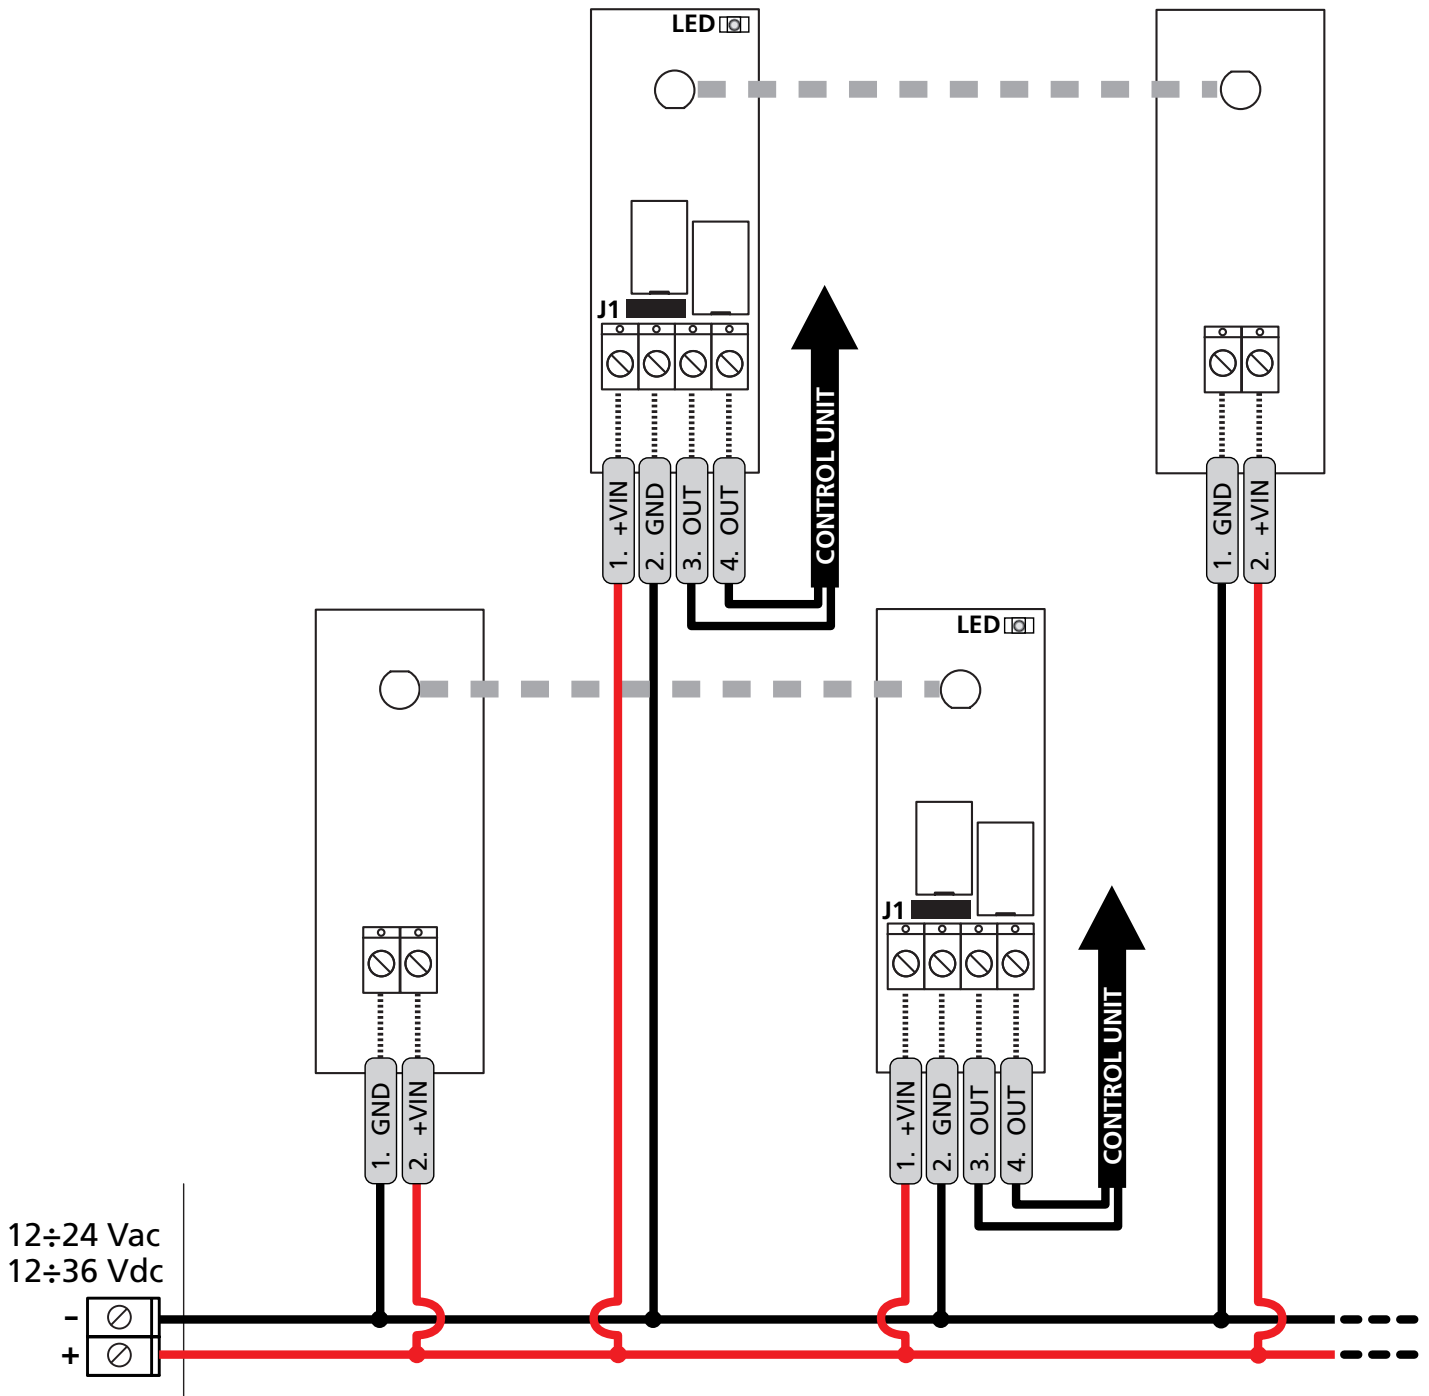 LED
J1
CONTROL UNIT
1. +VIN
2. GND
3. OUT
4. OUT
1. GND
2. +VIN
LED
J1
CONTROL UNIT
1. GND
2. +VIN
1. +VIN
2. GND
3. OUT
4. OUT
12÷24 Vac
12÷36 Vdc
–
+